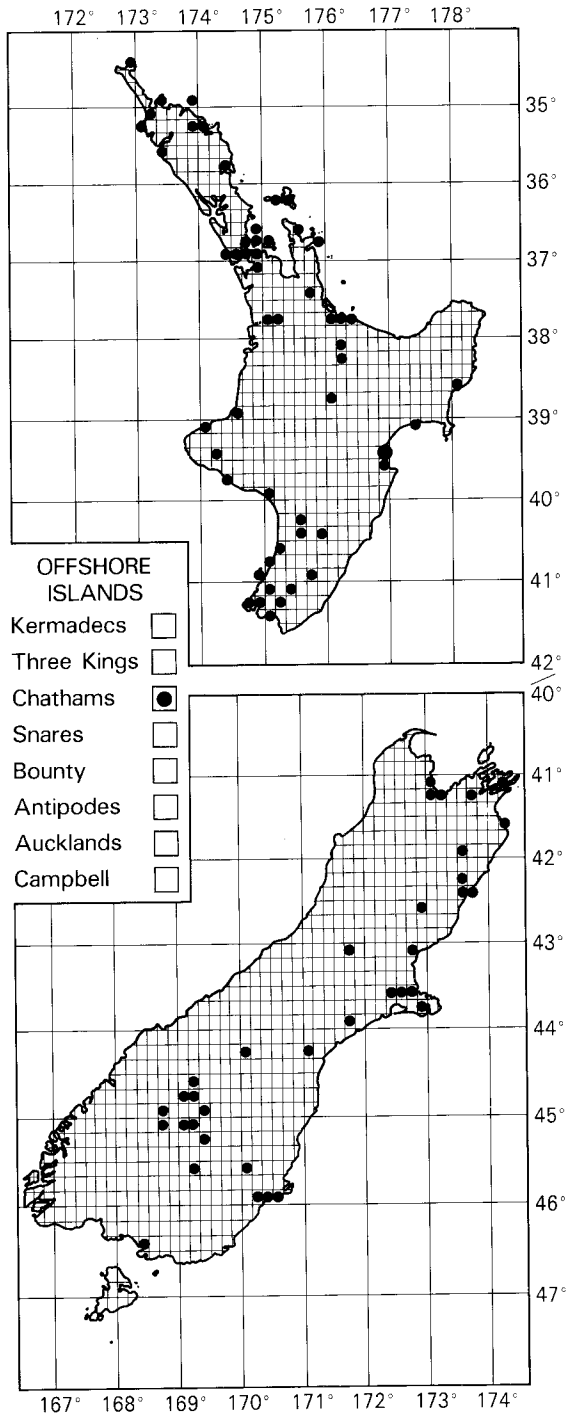 172° 173° 174° 175° 176° 177° 178°
35°
36°
37°
38°
39°
40°
41°
42°
OFFSHORE
ISLANDS
Kermadecs
Three Kings
Chathams
Snares
Bounty
Antipodes
Aucklands
Campbell
40°
41°
42°
43°
44°
45°
46°
47°
167° 168° 169° 170° 171° 172° 173° 174°